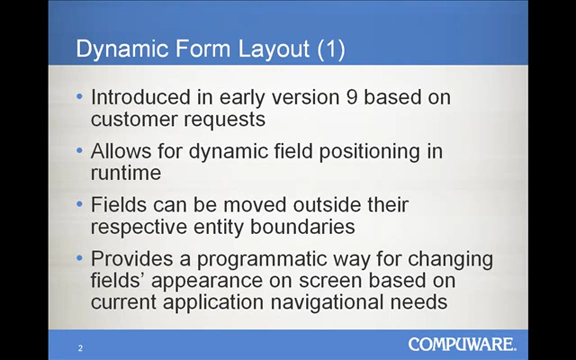 Dynamic Form Layout (1)
• Introduced in early version 9 based on
customer requests
• Allows for dynamic field positioning in
runtime
• Fields can be moved outside their
respective entity boundaries
• Provides a programmatic way for changing
fields' appearance on screen based on
current application navigational needs
2
COMPUWARE.